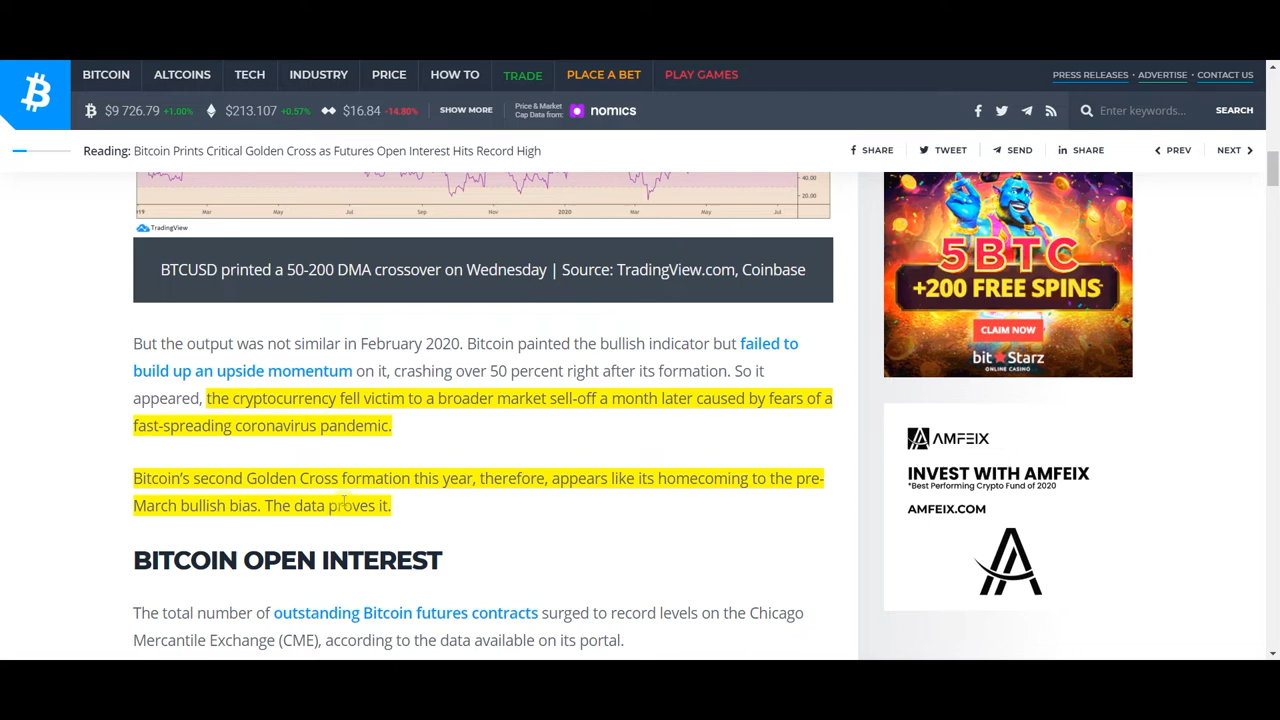 BITCOIN ALTCOINS TECH INDUSTRY PRICE HOW TO TRADE PLACE A BET PLAY GAMES
PRESS RELEASES • ADVERTISE • CONTACT US
$9 726.79 +1.00% $213.107 +0.57% $16.84 -14.80% SHOW MORE
Price & Market
Cap Data from:
nomics
Enter keywords...
SEARCH
Reading: Bitcoin Prints Critical Golden Cross as Futures Open Interest Hits Record High
SHARE TWEET SEND SHARE PREV NEXT
40.00
20.00
'19 Mar May Jul Sep Nov 2020 Mar May Jul
TradingView
BTCUSD printed a 50-200 DMA crossover on Wednesday | Source: TradingView.com, Coinbase
But the output was not similar in February 2020. Bitcoin painted the bullish indicator but failed to
build up an upside momentum on it, crashing over 50 percent right after its formation. So it
appeared, the cryptocurrency fell victim to a broader market sell-off a month later caused by fears of a
fast-spreading coronavirus pandemic.
Bitcoin’s second Golden Cross formation this year, therefore, appears like its homecoming to the pre-
March bullish bias. The data proves it.
BITCOIN OPEN INTEREST
The total number of outstanding Bitcoin futures contracts surged to record levels on the Chicago
Mercantile Exchange (CME), according to the data available on its portal.
5BTC
+200 FREE SPINS
CLAIM NOW
bit★Starz
ONLINE CASINO
AMFEIX
INVEST WITH AMFEIX
*Best Performing Crypto Fund of 2020
AMFEIX.COM